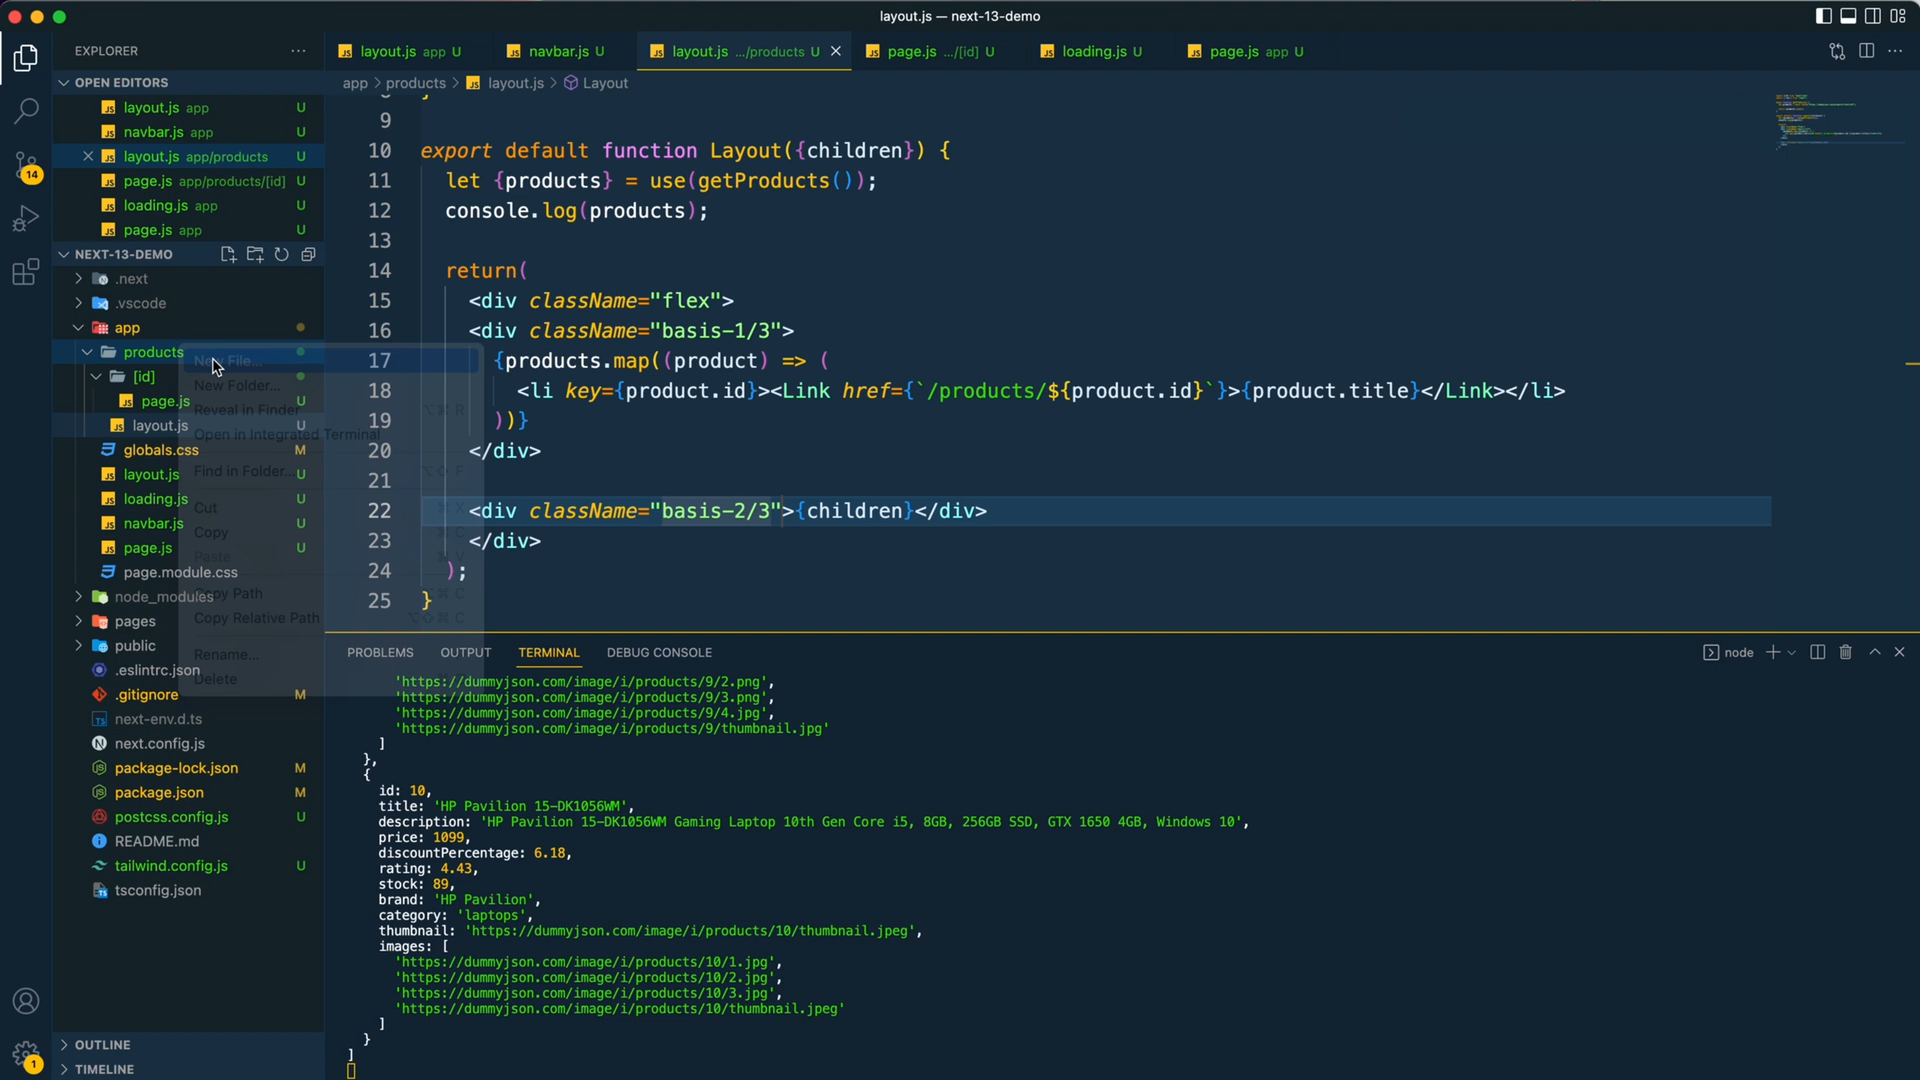 layout.js — next-13-demo
EXPLORER
layout.js app U
navbar.js U
layout.js .../products U
page.js .../[id] U
loading.js U
page.js app U
OPEN EDITORS
layout.js app U
navbar.js app U
layout.js app/products U
page.js app/products/[id] U
loading.js app U
page.js app U
14
NEXT-13-DEMO
.next
.vscode
app
products
[id]
page.js U
layout.js U
globals.css M
layout.js U
loading.js U
navbar.js U
page.js U
page.module.css
node_modules
pages
public
.eslintrc.json
.gitignore M
next-env.d.ts
next.config.js
package-lock.json M
package.json M
postcss.config.js U
README.md
tailwind.config.js U
tsconfig.json
OUTLINE
TIMELINE
1
New File...
New Folder...
Reveal in Finder ⌥⌘ R
Open in Integrated Terminal
Find in Folder... ⌥⇧ F
Cut ⌘ X
Copy ⌘ C
Paste ⌘ V
Copy Path ⌥⌘ C
Copy Relative Path ⌥⇧⌘ C
Rename...
Delete
app > products > layout.js > Layout
9
10 export default function Layout({children}) {
11 let {products} = use(getProducts());
12 console.log(products);
13
14 return(
15 <div className="flex">
16 <div className="basis-1/3">
17 {products.map((product) => (
18 <li key={product.id}><Link href={`/products/${product.id}`}>{product.title}</Link></li>
19 ))}
20 </div>
21
22 <div className="basis-2/3">{children}</div>
23 </div>
24 );
25 }
PROBLEMS OUTPUT TERMINAL DEBUG CONSOLE
node
'https://dummyjson.com/image/i/products/9/2.png',
'https://dummyjson.com/image/i/products/9/3.png',
'https://dummyjson.com/image/i/products/9/4.jpg',
'https://dummyjson.com/image/i/products/9/thumbnail.jpg'
]
},
{
id: 10,
title: 'HP Pavilion 15-DK1056WM',
description: 'HP Pavilion 15-DK1056WM Gaming Laptop 10th Gen Core i5, 8GB, 256GB SSD, GTX 1650 4GB, Windows 10',
price: 1099,
discountPercentage: 6.18,
rating: 4.43,
stock: 89,
brand: 'HP Pavilion',
category: 'laptops',
thumbnail: 'https://dummyjson.com/image/i/products/10/thumbnail.jpeg',
images: [
'https://dummyjson.com/image/i/products/10/1.jpg',
'https://dummyjson.com/image/i/products/10/2.jpg',
'https://dummyjson.com/image/i/products/10/3.jpg',
'https://dummyjson.com/image/i/products/10/thumbnail.jpeg'
]
}
]